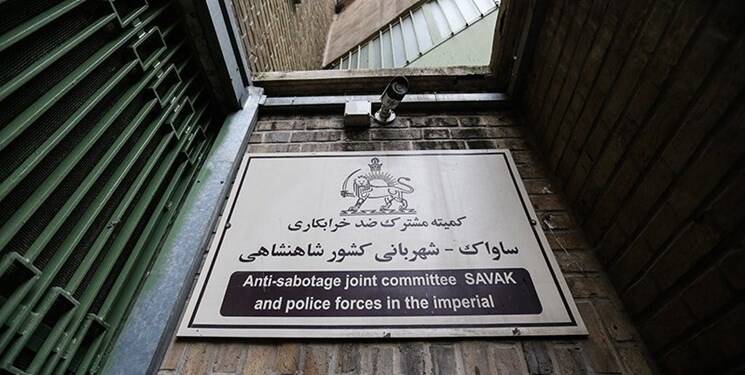 کمیته مشترک ضد خرابکاری
ساواک - شهربانی کشور شاهنشاهی
Anti-sabotage joint committee SAVAK
and police forces in the imperial